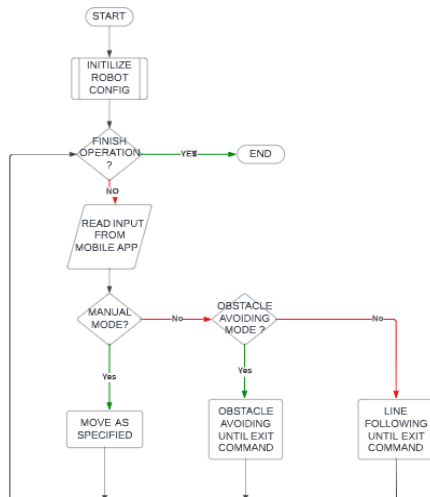 START
INITILIZE
ROBOT
CONFIG
FINISH
OPERATION
?
YES
END
NO
READ INPUT
FROM
MOBILE APP
MANUAL
MODE?
No
OBSTACLE
AVOIDING
MODE ?
No
Yes
Yes
MOVE AS
SPECIFIED
OBSTACLE
AVOIDING
UNTIL EXIT
COMMAND
LINE
FOLLOWING
UNTIL EXIT
COMMAND